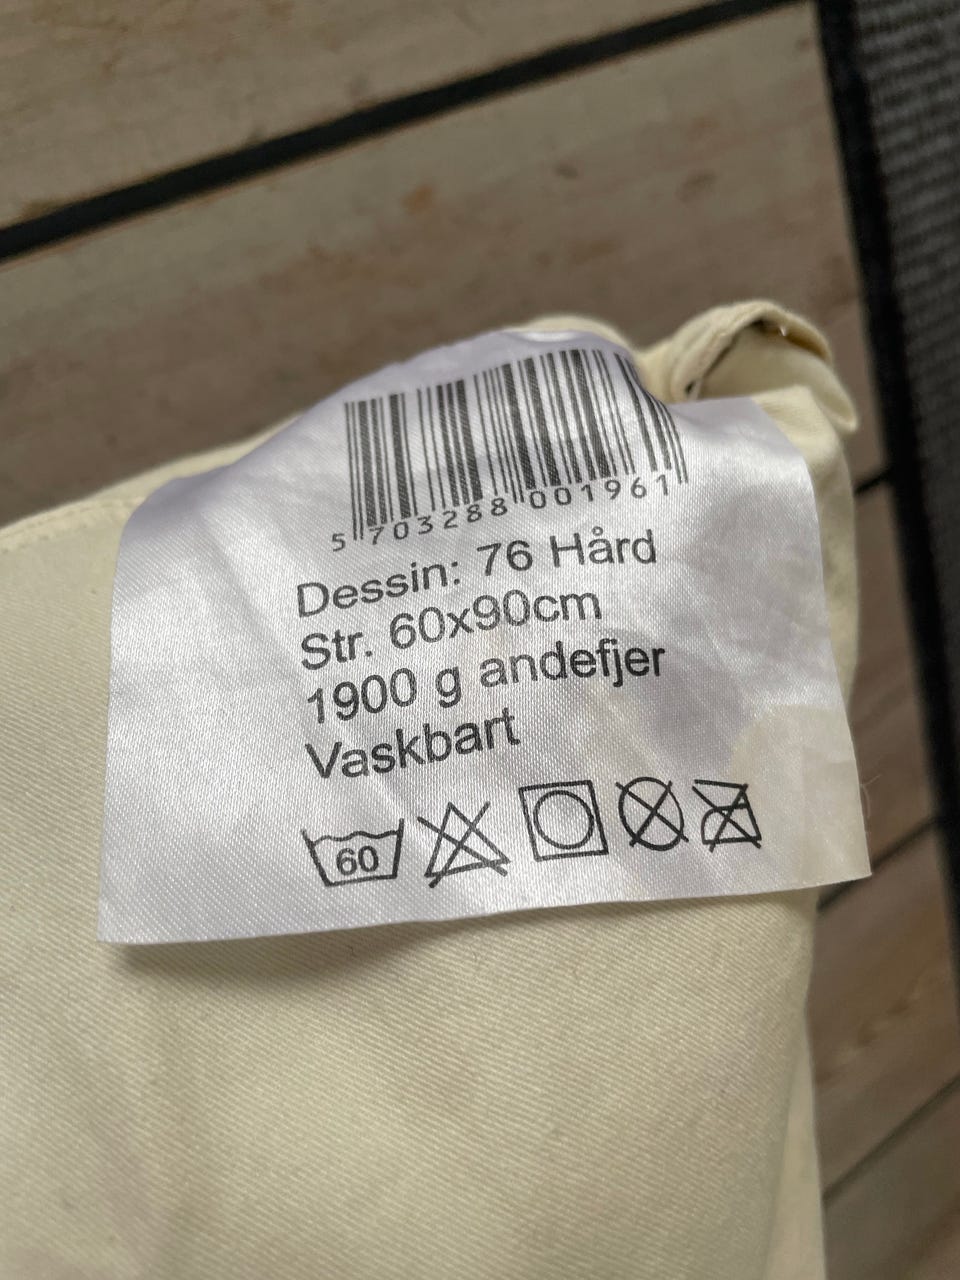 5 703288 001961
Dessin: 76 Hård
Str. 60x90cm
1900 g andefjer
Vaskbart
60